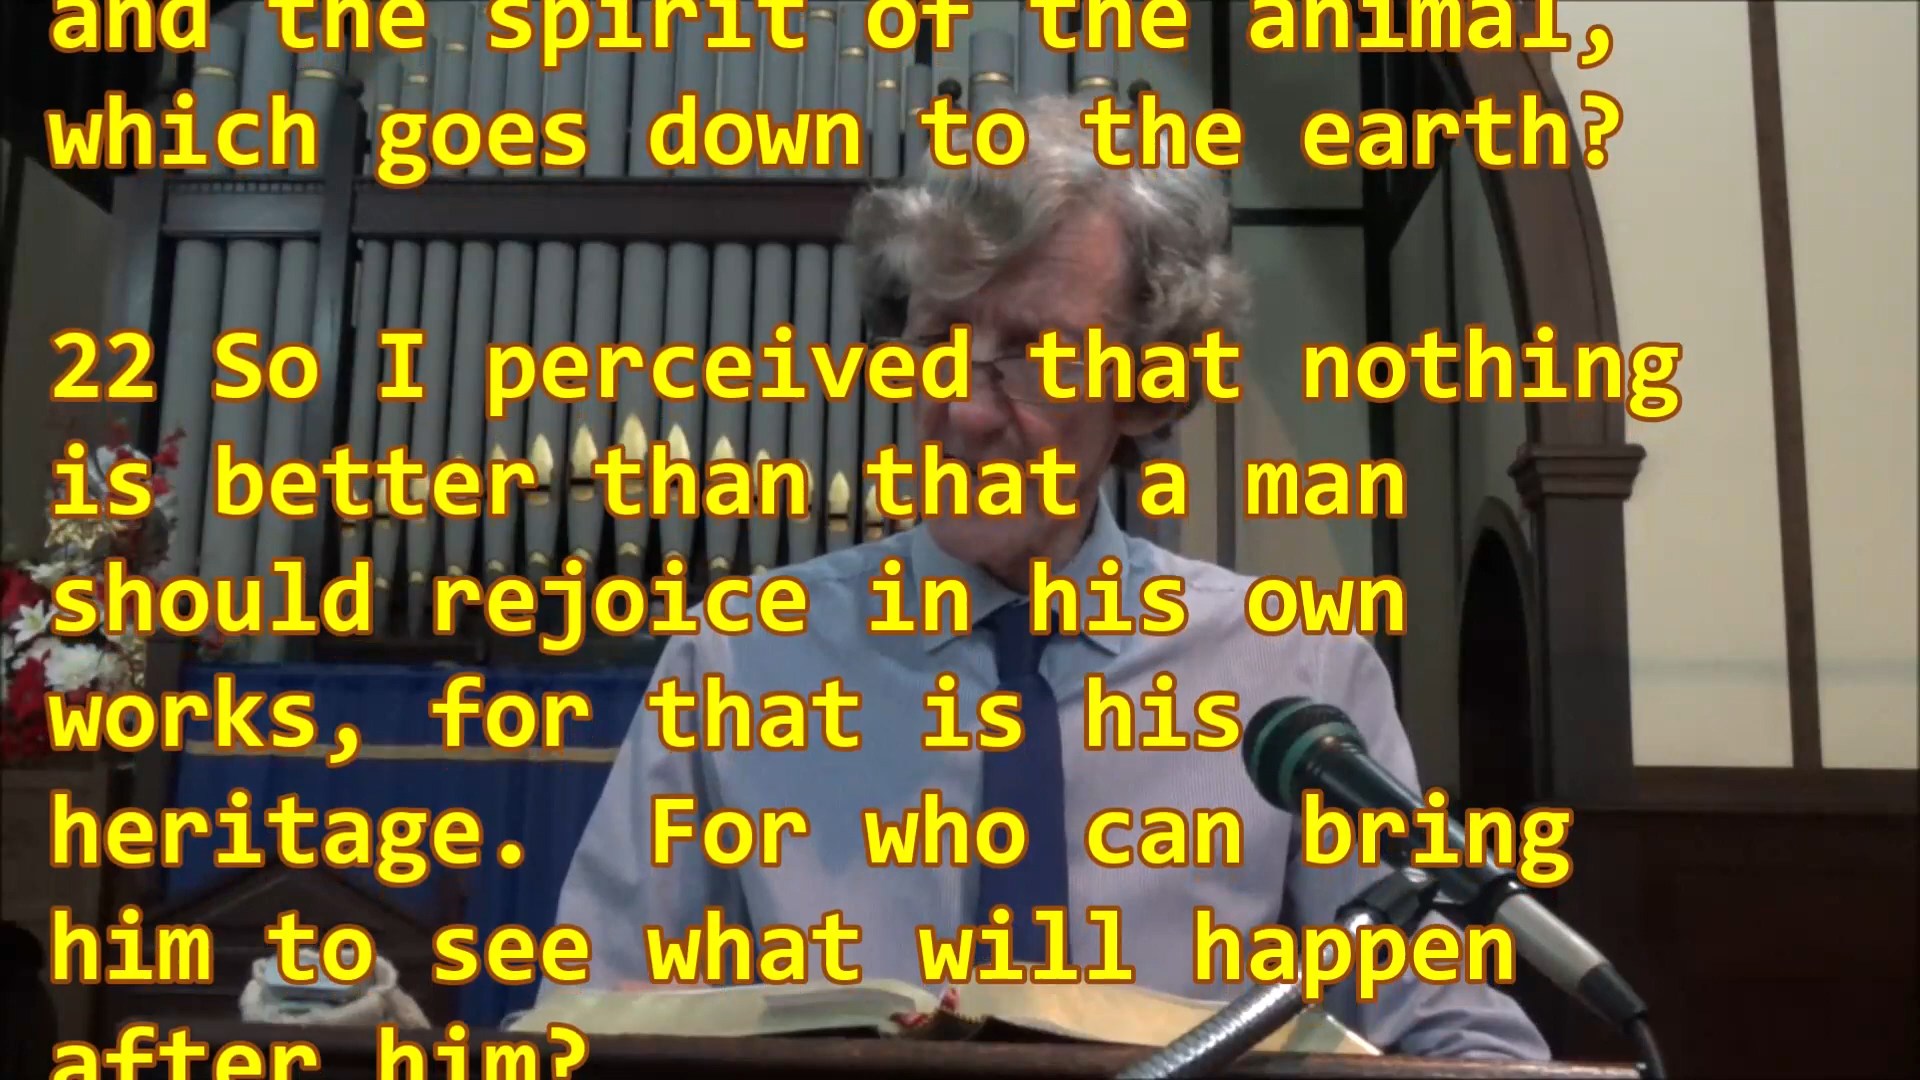 and the spirit of the animal,
which goes down to the earth?
22 So I perceived that nothing
is better than that a man
should rejoice in his own
works, for that is his
heritage.  For who can bring
him to see what will happen
after him?